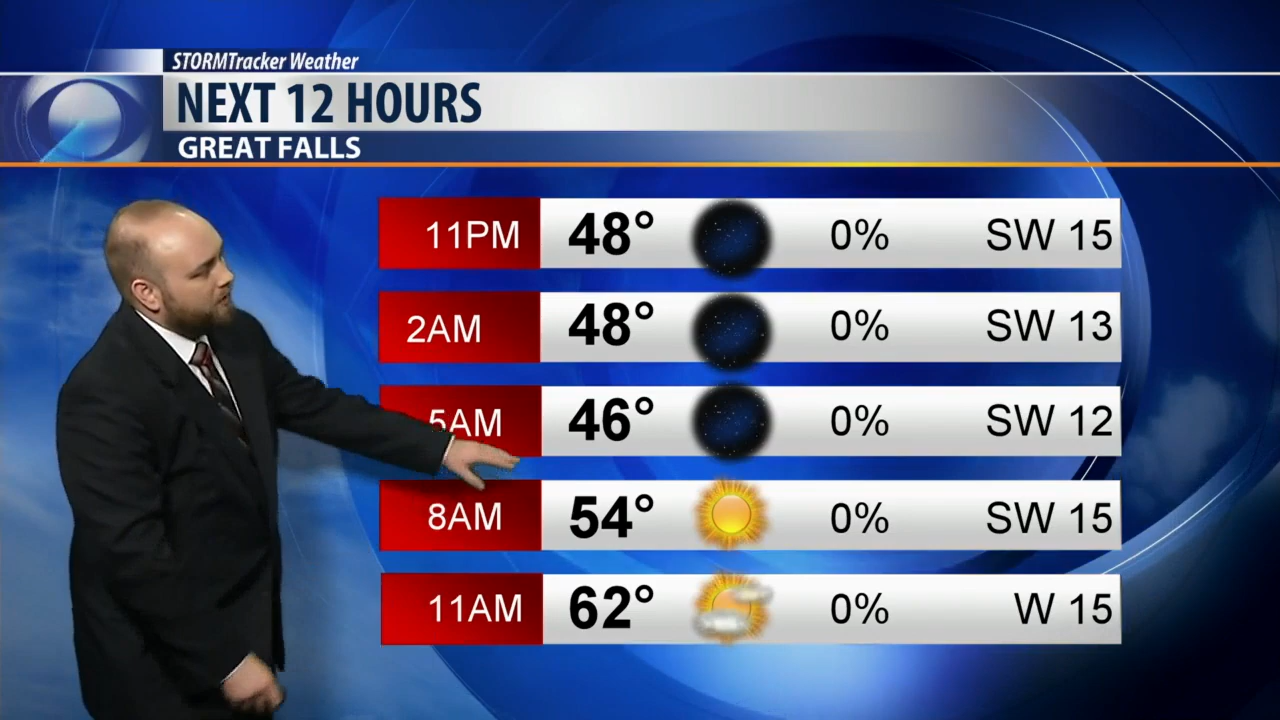 STORMTracker Weather
NEXT 12 HOURS
GREAT FALLS
11PM 48° 0% SW 15
2AM 48° 0% SW 13
5AM 46° 0% SW 12
8AM 54° 0% SW 15
11AM 62° 0% W 15